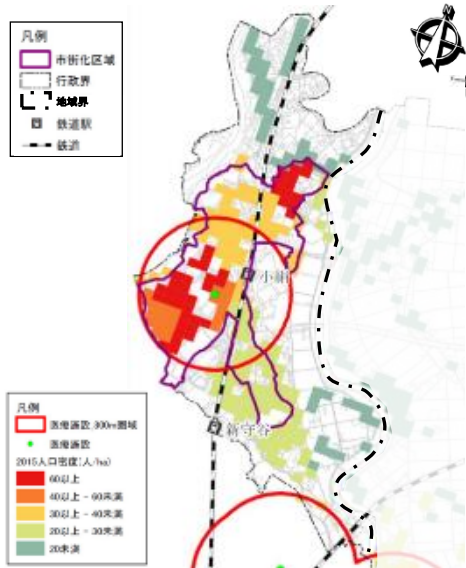 凡例
市街化区域
行政界
地域界
鉄道駅
鉄道
小絹
新守谷
凡例
医療施設_800m圏域
医療施設
2015人口密度(人/ha)
60以上
40以上 - 60未満
30以上 - 40未満
20以上 - 30未満
20未満